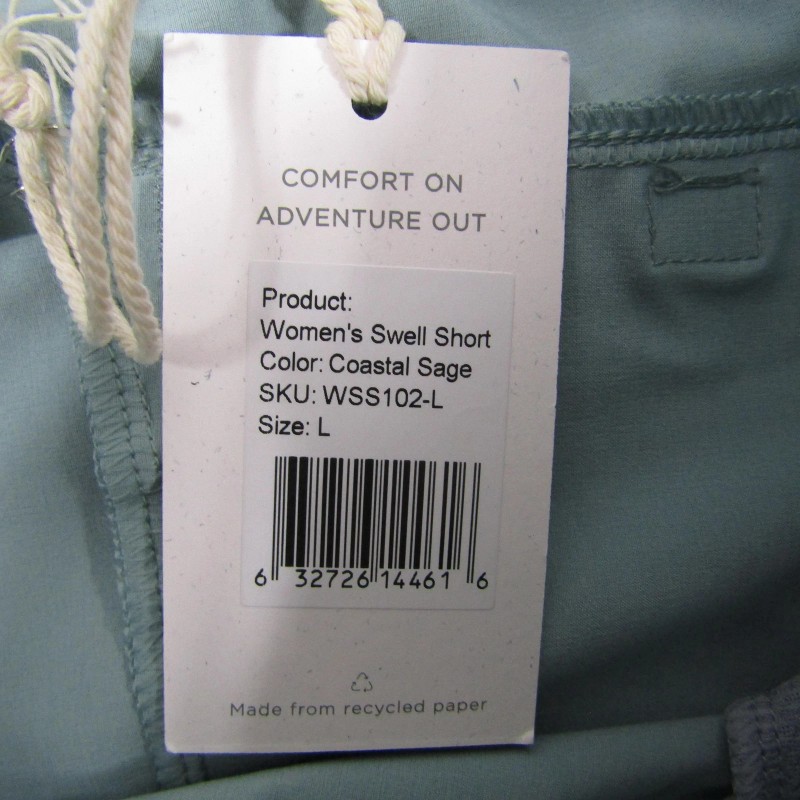 COMFORT ON
ADVENTURE OUT
Product:
Women's Swell Short
Color: Coastal Sage
SKU: WSS102-L
Size: L
6 32726 14461 6
Made from recycled paper